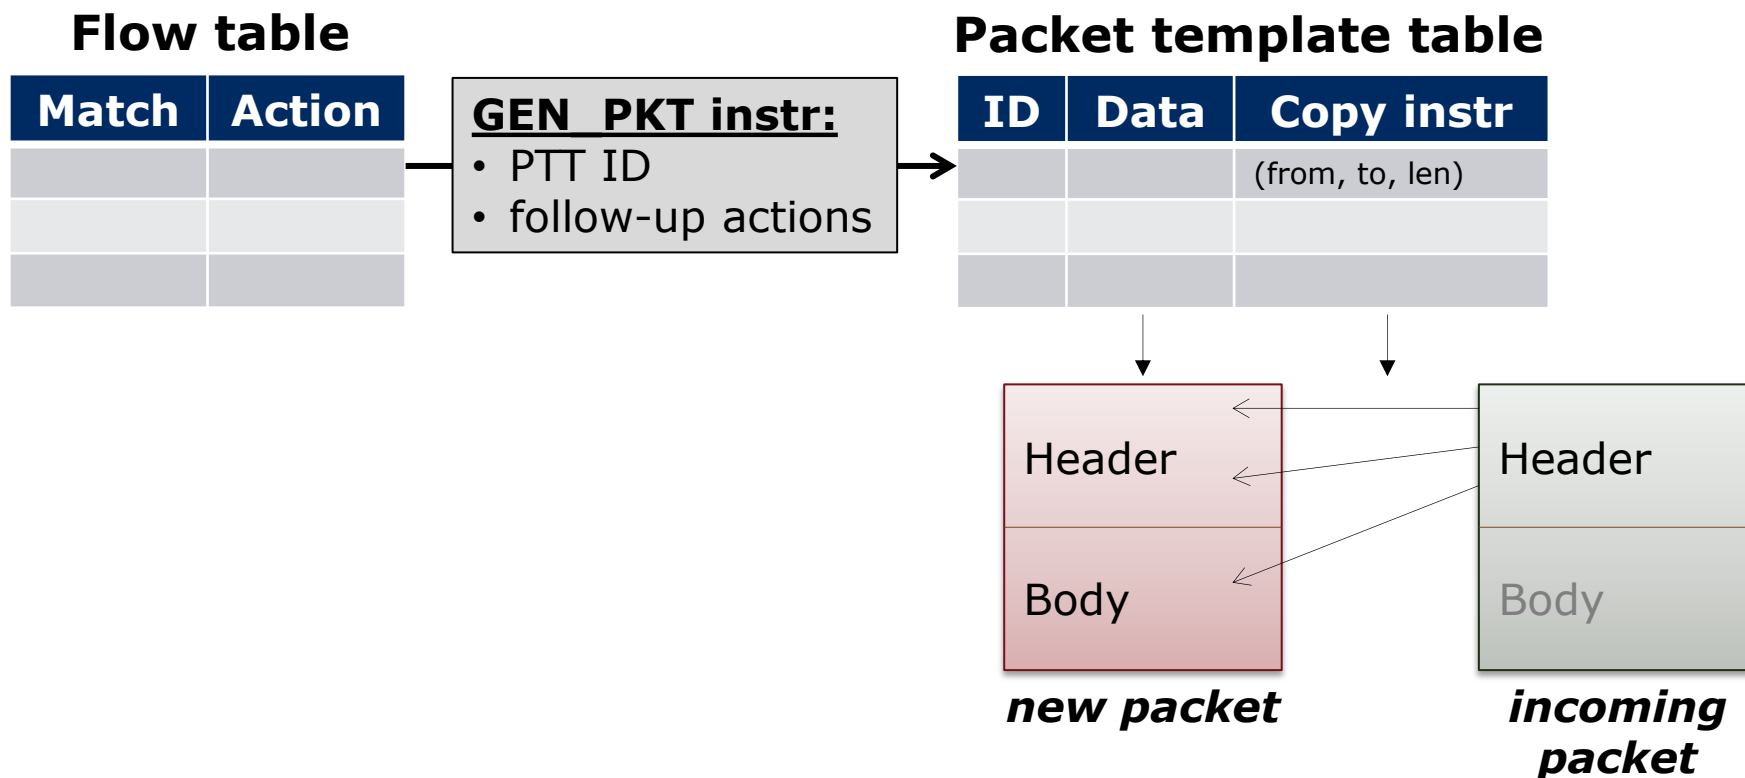 Flow table
Match Action
GEN_PKT instr:
• PTT ID
• follow-up actions
Packet template table
ID Data Copy instr
(from, to, len)
Header
Body
new packet
Header
Body
incoming
packet